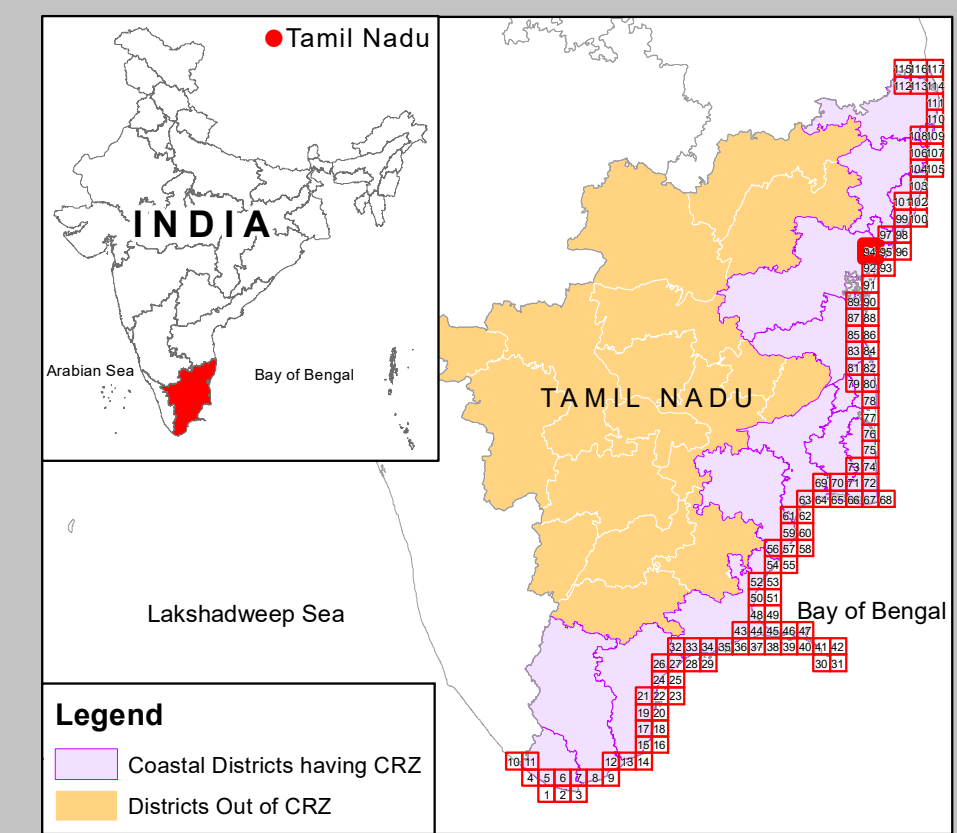 Tamil Nadu
INDIA
Arabian Sea
Bay of Bengal
TAMIL NADU
Lakshadweep Sea
Bay of Bengal
Legend
Coastal Districts having CRZ
Districts Out of CRZ
115 116 117
112 113 114
111
110
108 109
106 107
104 105
103
101 102
99 100
97 98
94 95 96
92 93
91
89 90
87 88
85 86
83 84
81 82
79 80
78
77
76
75
73 74
69 70 71 72
63 64 65 66 67 68
61 62
59 60
56 57 58
54 55
52 53
50 51
48 49
43 44 45 46 47
32 33 34 35 36 37 38 39 40 41 42
26 27 28 29 30 31
24 25
21 22 23
19 20
17 18
15 16
10 11 12 13 14
4 5 6 7 8 9
1 2 3